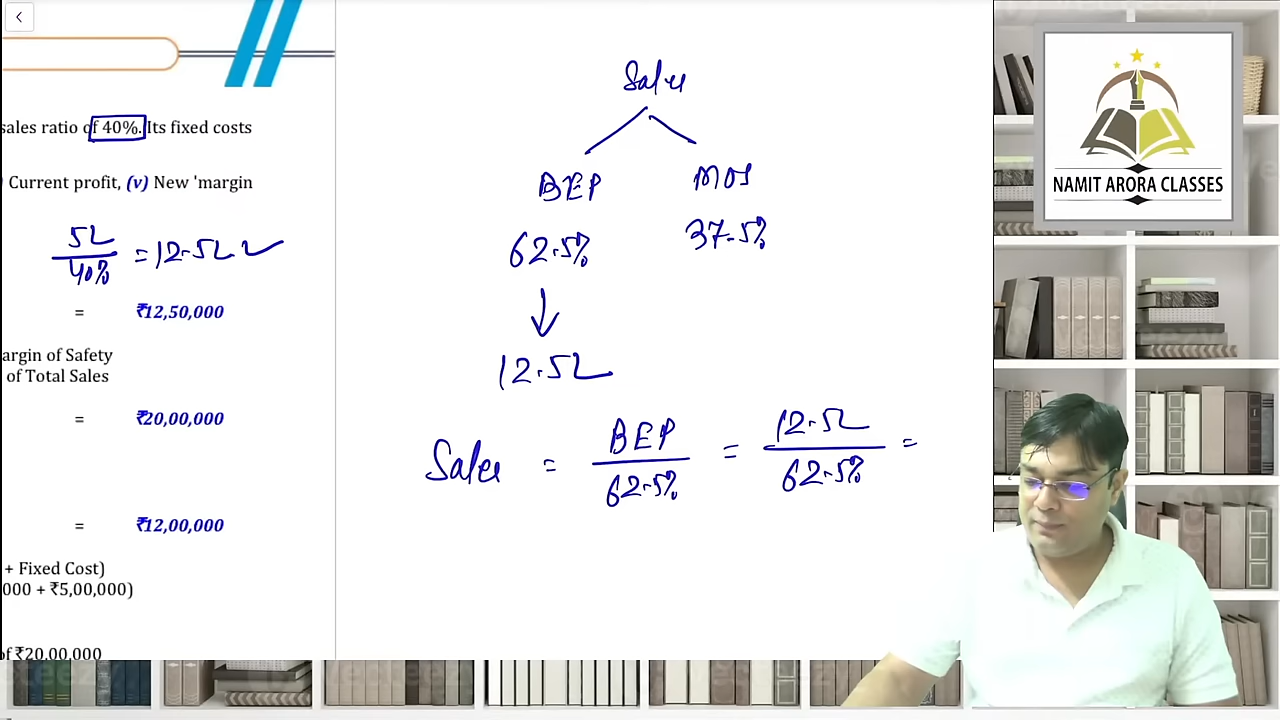 sales ratio of 40%. Its fixed costs
Current profit, (v) New 'margin
5L
40%
= 12.5L
= ₹12,50,000
argin of Safety
of Total Sales
= ₹20,00,000
= ₹12,00,000
+ Fixed Cost)
000 + ₹5,00,000)
of ₹20,00,000
Sales
BEP MOS
62.5% 37.5%
12.5L
Sales = BEP / 62.5% = 12.5L / 62.5% =
NAMIT ARORA CLASSES